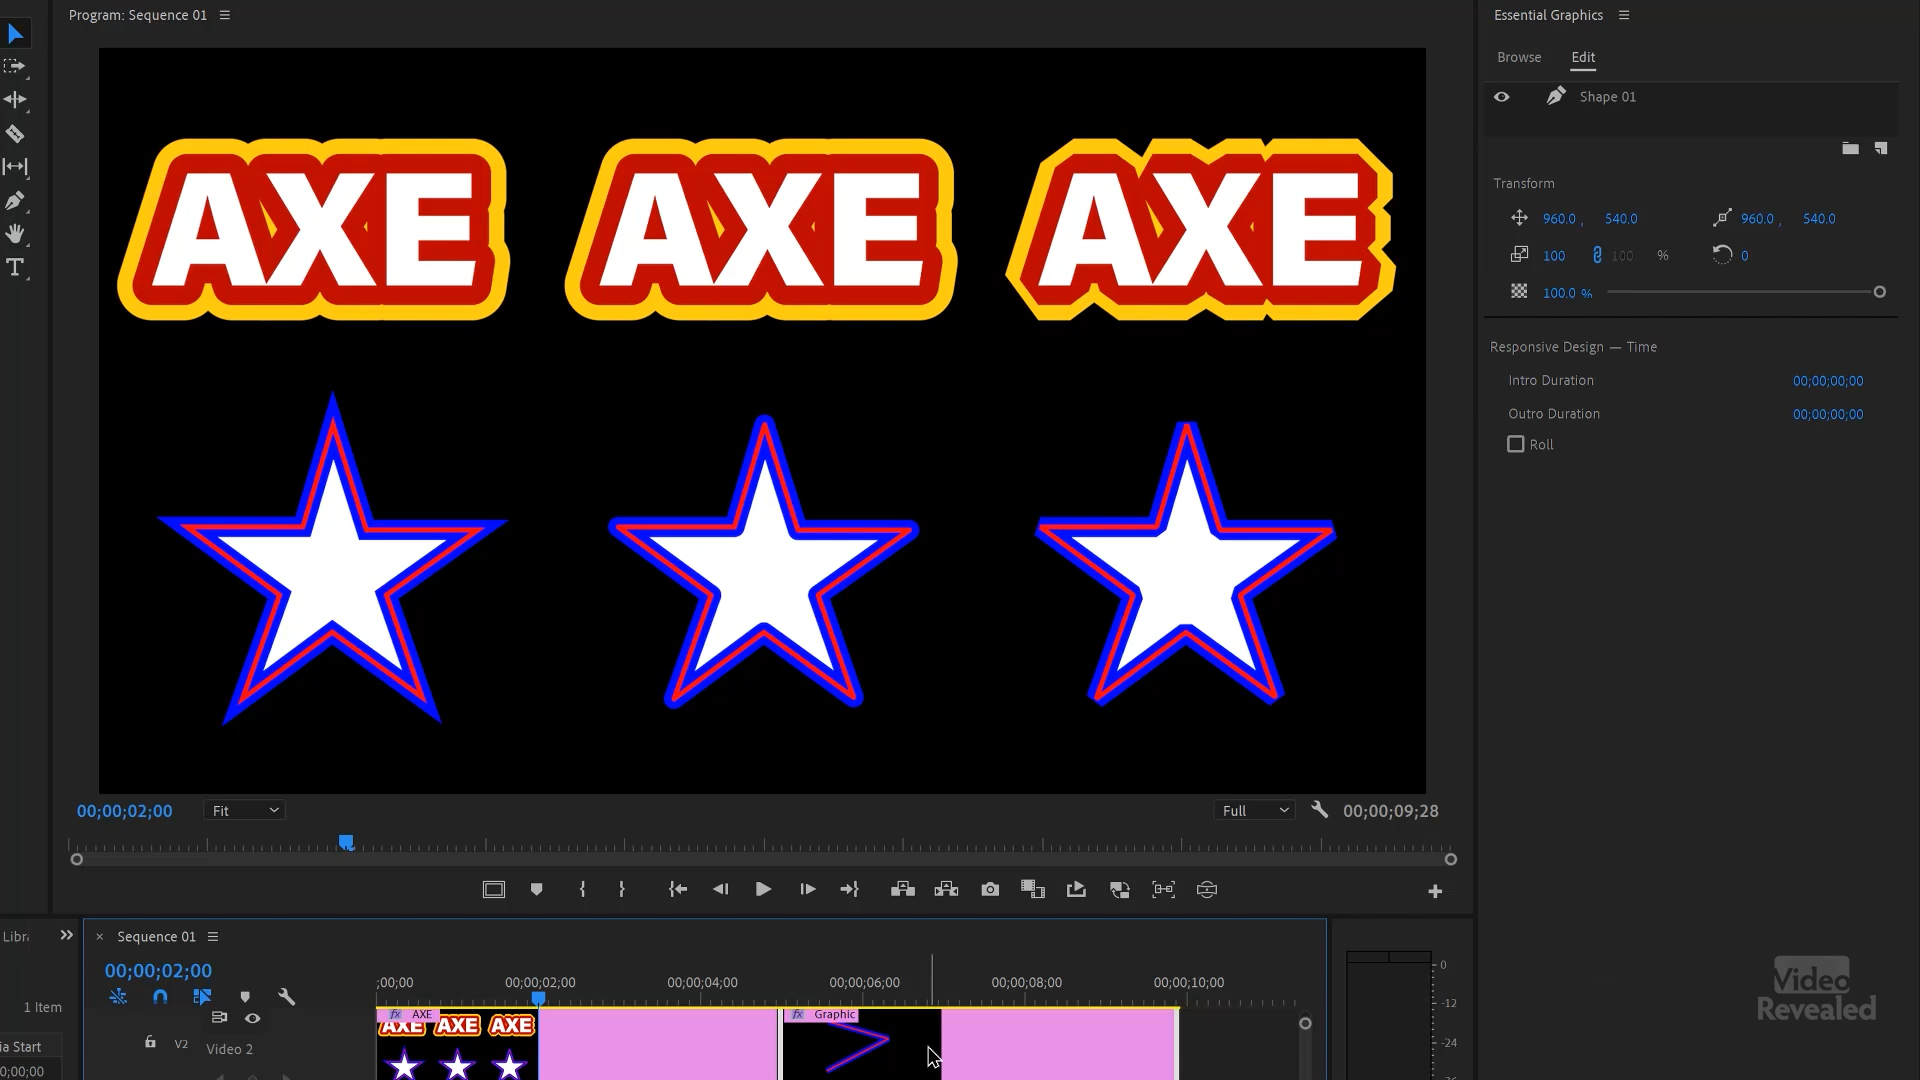 Program: Sequence 01
Essential Graphics
Browse
Edit
Shape 01
AXE AXE AXE
Transform
960.0 , 540.0
960.0 , 540.0
100
100 %
0
100.0 %
Responsive Design — Time
Intro Duration 00;00;00;00
Outro Duration 00;00;00;00
Roll
00;00;02;00
Fit
Full
00;00;09;28
Libr
Sequence 01
00;00;02;00
;00;00
00;00;02;00
00;00;04;00
00;00;06;00
00;00;08;00
00;00;10;00
1 Item
fx AXE
fx Graphic
AXE AXE AXE
V2
Video 2
ia Start
0;00;00
0
-12
-24
Video
Revealed